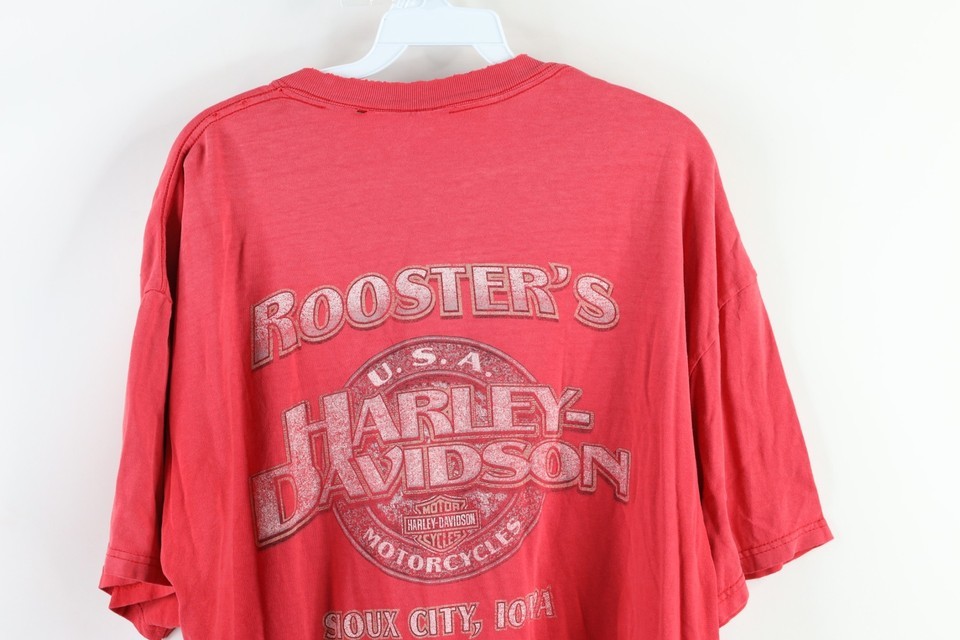 ROOSTER'S
U.S.A.
HARLEY-
DAVIDSON
MOTOR
HARLEY-DAVIDSON
CYCLES
MOTORCYCLES
SIOUX CITY, IOWA